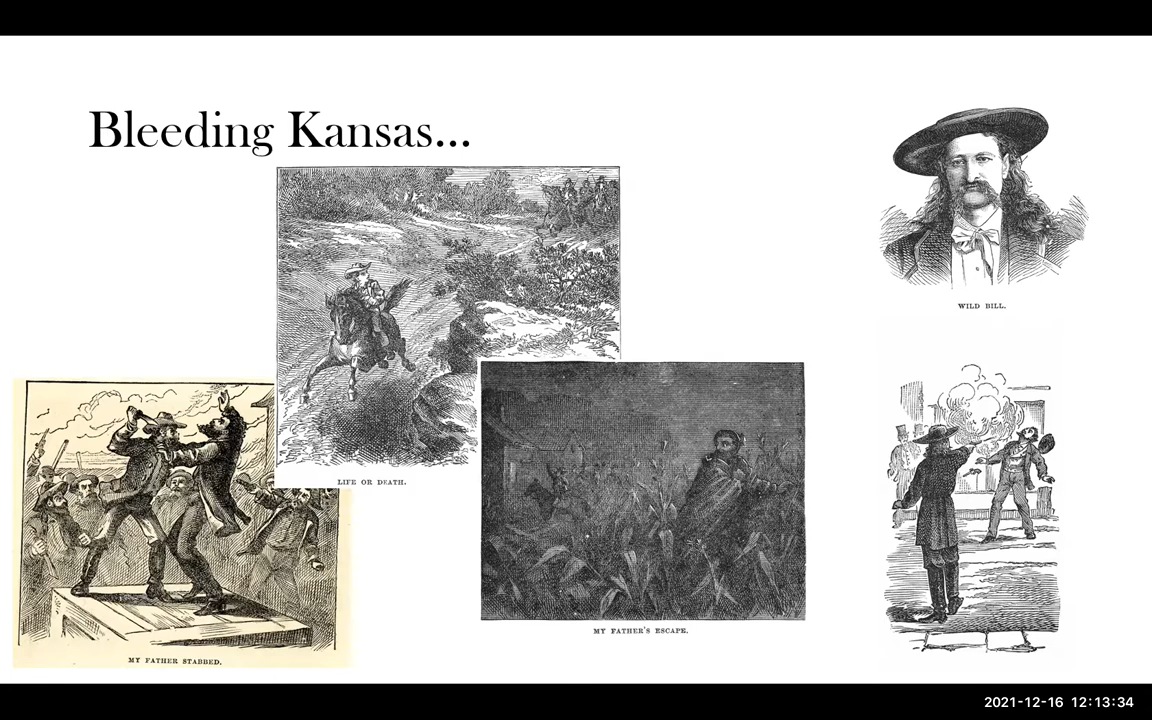 Bleeding Kansas...
WILD BILL.
LIFE OR DEATH.
MY FATHER'S ESCAPE.
MY FATHER STABBED.
2021-12-16 12:13:34